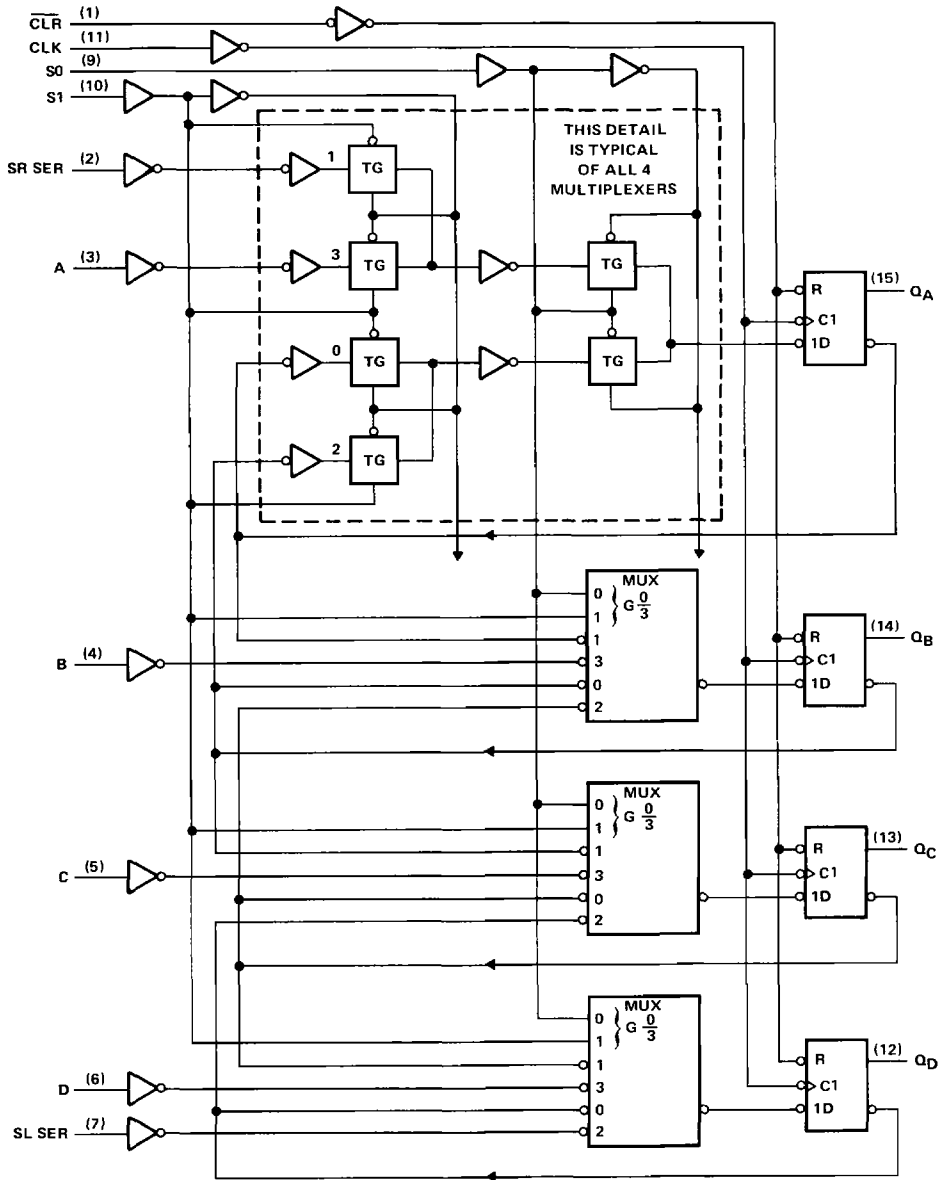 CLR (1)
CLK (11)
S0 (9)
S1 (10)
THIS DETAIL
IS TYPICAL
OF ALL 4
MULTIPLEXERS
SR SER (2)
1
TG
A (3)
3
TG
TG
R
C1
1D
(15)
QA
0
TG
TG
2
TG
MUX
0
1
G 0/3
1
3
0
2
B (4)
R
C1
1D
(14)
QB
MUX
0
1
G 0/3
1
3
0
2
C (5)
R
C1
1D
(13)
QC
MUX
0
1
G 0/3
1
3
0
2
D (6)
SL SER (7)
R
C1
1D
(12)
QD